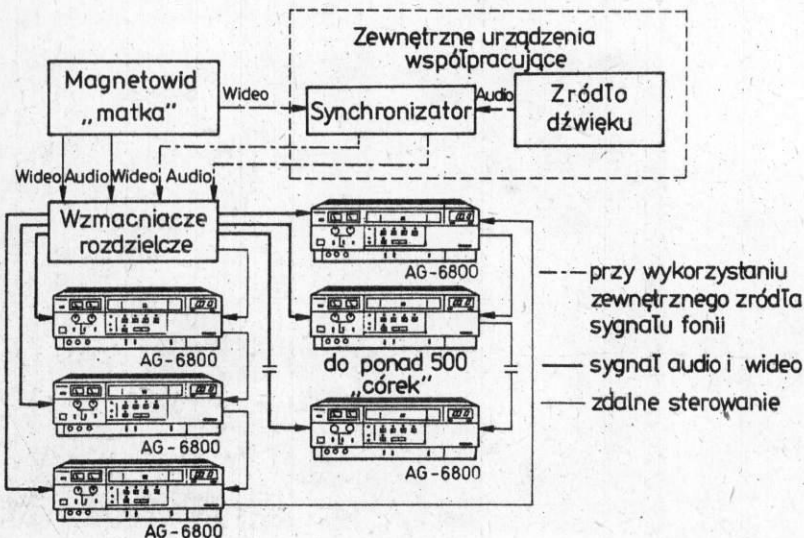 Zewnętrzne urządzenia
współpracujące
Magnetowid
„matka”
Wideo
Synchronizator
Audio
Zródło
dźwięku
Wideo
Audio
Wideo
Audio
Wzmacniacze
rozdzielcze
AG-6800
AG-6800
AG-6800
AG-6800
do ponad 500
„córek”
AG-6800
przy wykorzystaniu
zewnętrznego zródła
sygnału fonii
sygnał audio i wideo
zdalne sterowanie